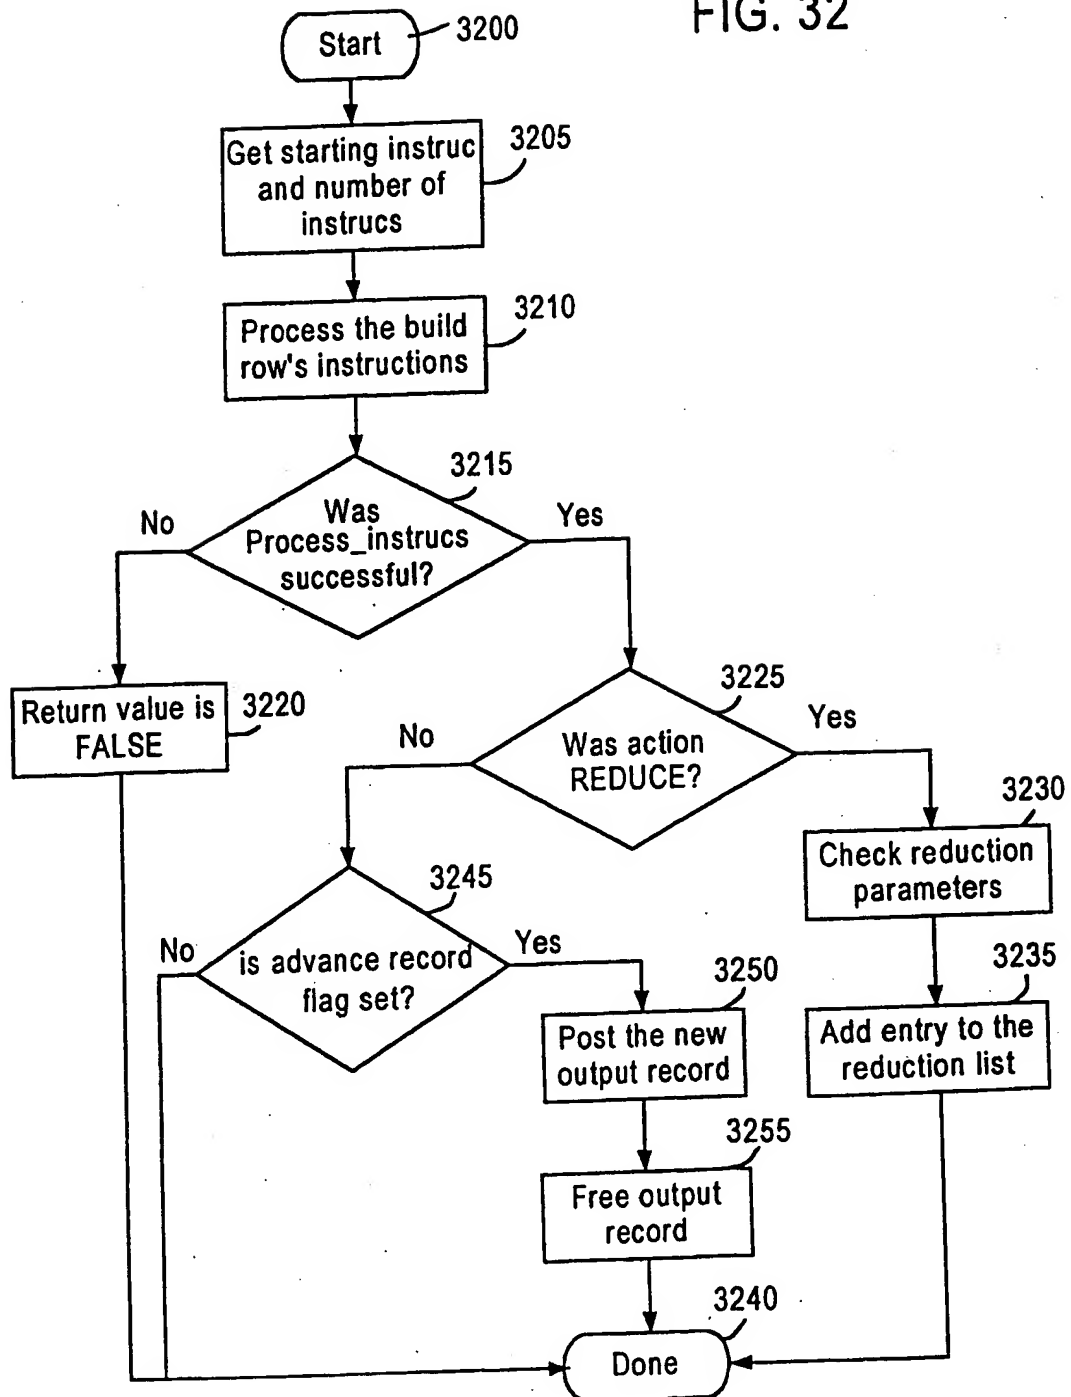 FIG. 32
Start
3200
Get starting instruc
and number of
instrucs
3205
Process the build
row's instructions
3210
Was
Process_instrucs
successful?
3215
No
Yes
Return value is
FALSE
3220
Was action
REDUCE?
3225
No
Yes
Check reduction
parameters
3230
Add entry to the
reduction list
3235
is advance record
flag set?
3245
No
Yes
Post the new
output record
3250
Free output
record
3255
Done
3240